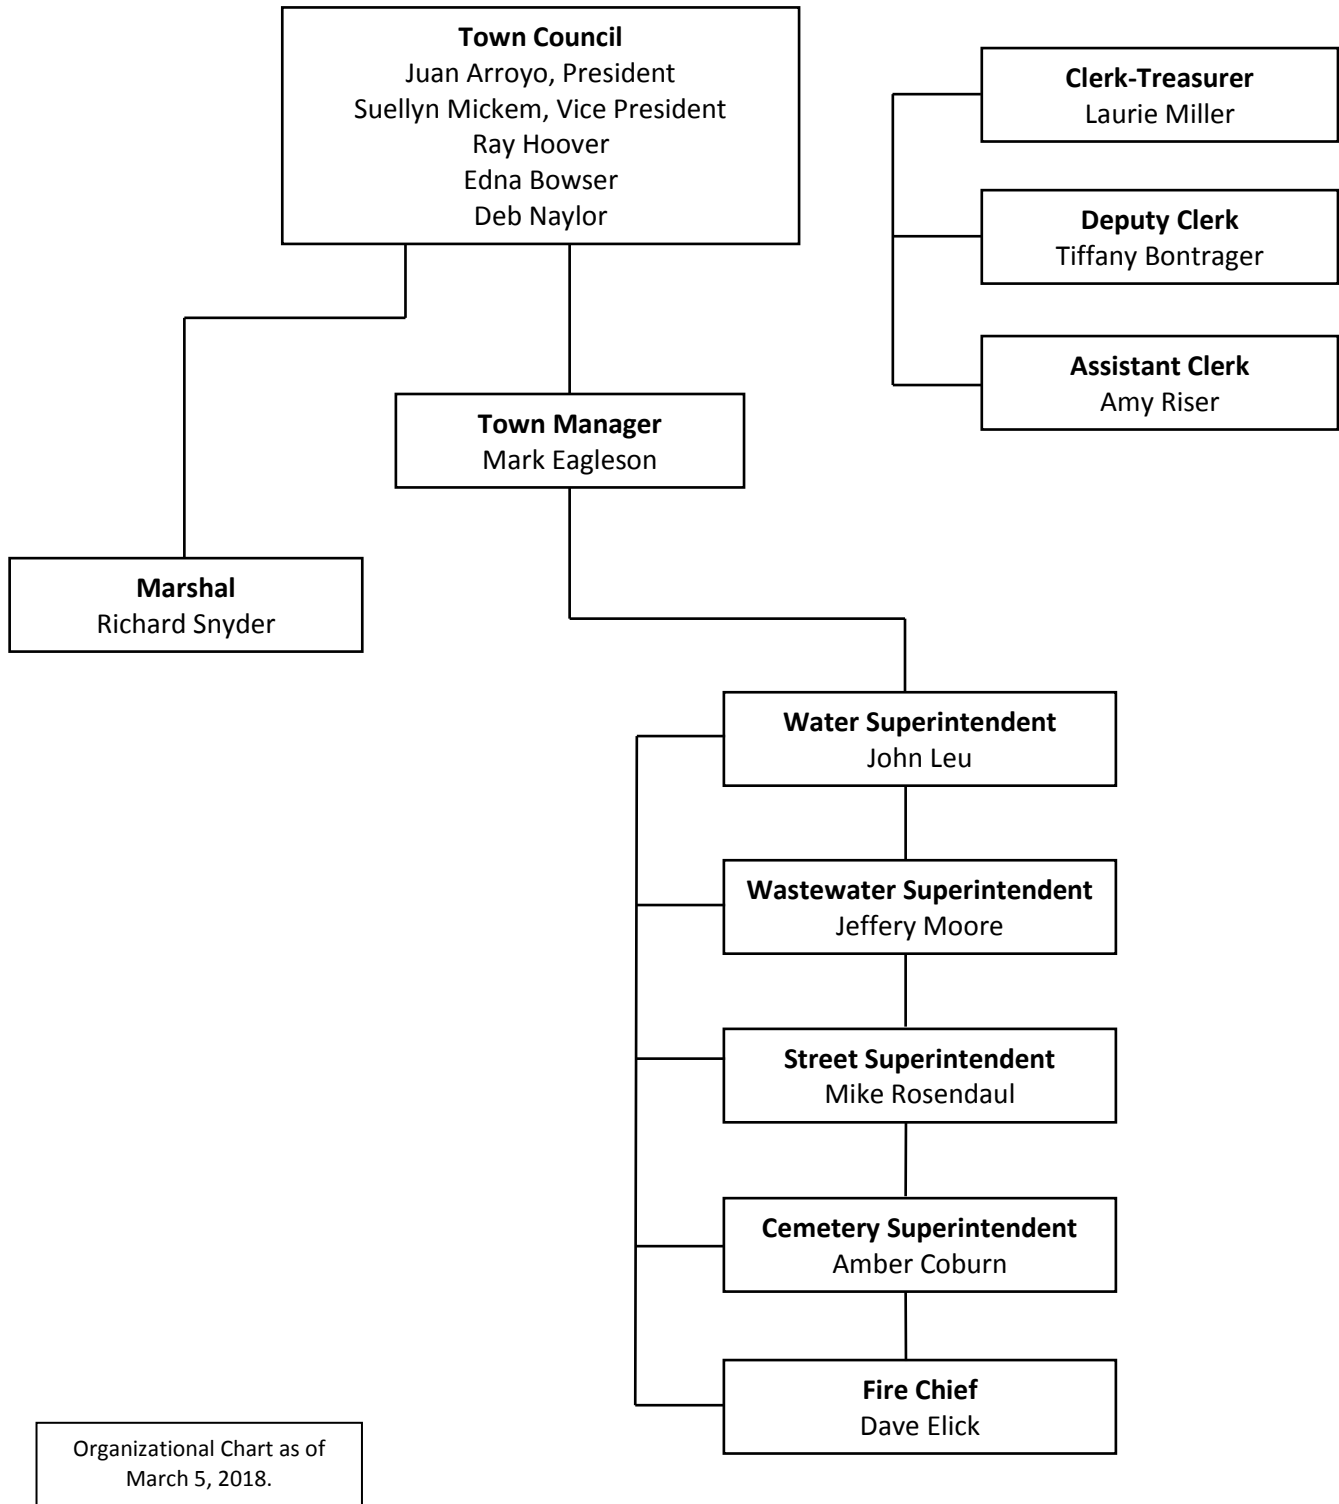 Town Council
Juan Arroyo, President
Suellyn Mickem, Vice President
Ray Hoover
Edna Bowser
Deb Naylor
Clerk-Treasurer
Laurie Miller
Deputy Clerk
Tiffany Bontrager
Assistant Clerk
Amy Riser
Town Manager
Mark Eagleson
Marshal
Richard Snyder
Water Superintendent
John Leu
Wastewater Superintendent
Jeffery Moore
Street Superintendent
Mike Rosendaul
Cemetery Superintendent
Amber Coburn
Fire Chief
Dave Elick
Organizational Chart as of
March 5, 2018.